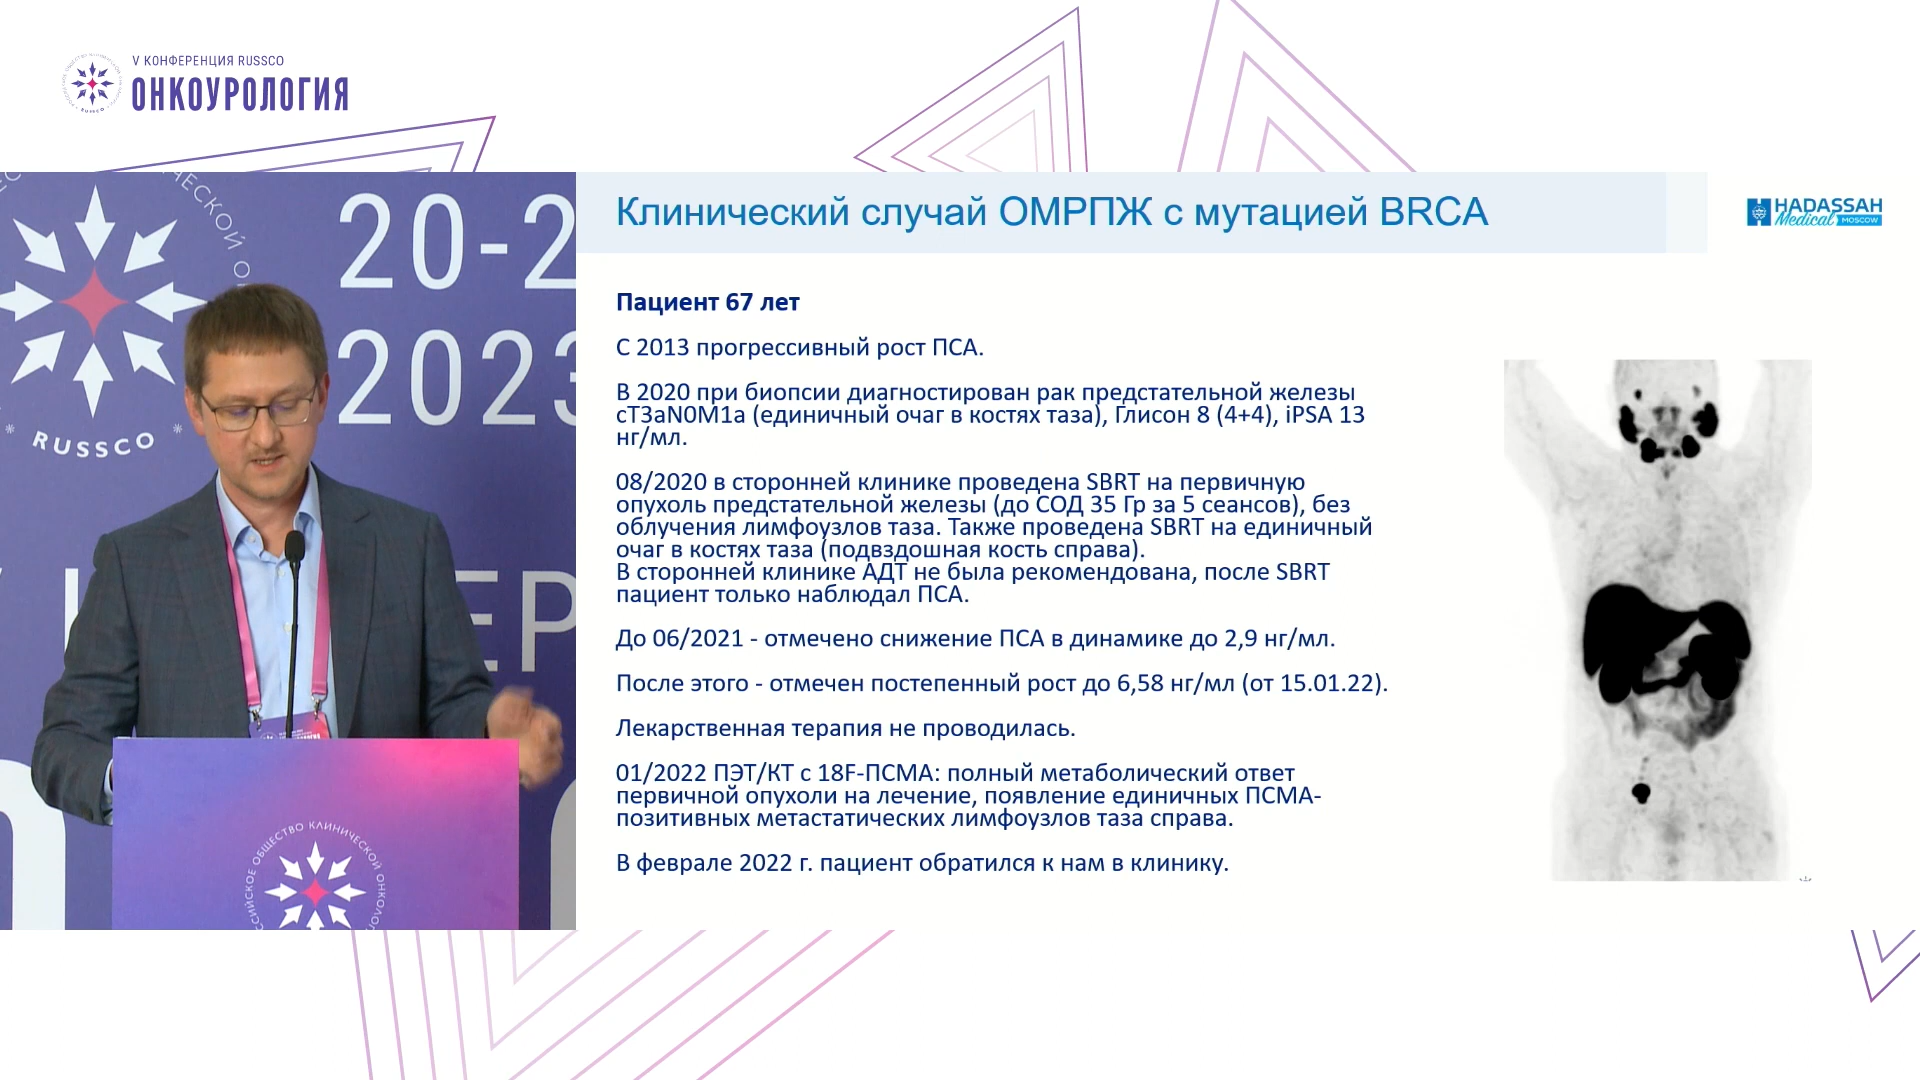 V КОНФЕРЕНЦИЯ RUSSCO
ОНКОУРОЛОГИЯ
20-2
2023
RUSSCO
Клинический случай ОМРПЖ с мутацией BRCA
HADASSAH
Medical MOSCOW
Пациент 67 лет
С 2013 прогрессивный рост ПСА.
В 2020 при биопсии диагностирован рак предстательной железы
cT3aN0M1a (единичный очаг в костях таза), Глисон 8 (4+4), iPSA 13
нг/мл.
08/2020 в сторонней клинике проведена SBRT на первичную
опухоль предстательной железы (до СОД 35 Гр за 5 сеансов), без
облучения лимфоузлов таза. Также проведена SBRT на единичный
очаг в костях таза (подвздошная кость справа).
В сторонней клинике АДТ не была рекомендована, после SBRT
пациент только наблюдал ПСА.
До 06/2021 - отмечено снижение ПСА в динамике до 2,9 нг/мл.
После этого - отмечен постепенный рост до 6,58 нг/мл (от 15.01.22).
Лекарственная терапия не проводилась.
01/2022 ПЭТ/КТ с 18F-ПСМА: полный метаболический ответ
первичной опухоли на лечение, появление единичных ПСМА-
позитивных метастатических лимфоузлов таза справа.
В феврале 2022 г. пациент обратился к нам в клинику.
ОБЩЕСТВО КЛИНИЧЕСКОЙ